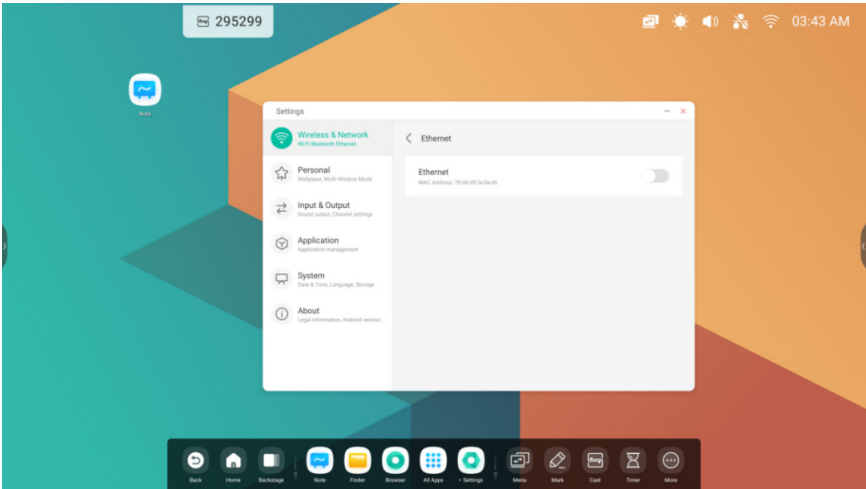 295299
03:43 AM
Note
Settings
Wireless & Network
Wi-Fi Bluetooth Ethernet
Ethernet
Personal
Wallpaper, Multi-Window Mode
Ethernet
MAC Address:
Input & Output
Sound output, Channel settings
Application
Application management
System
Date & Time, Language, Storage
About
Legal information, Android version
Back
Home
Backstage
Note
Finder
Browser
All Apps
• Settings
Menu
Mark
Cast
Timer
More